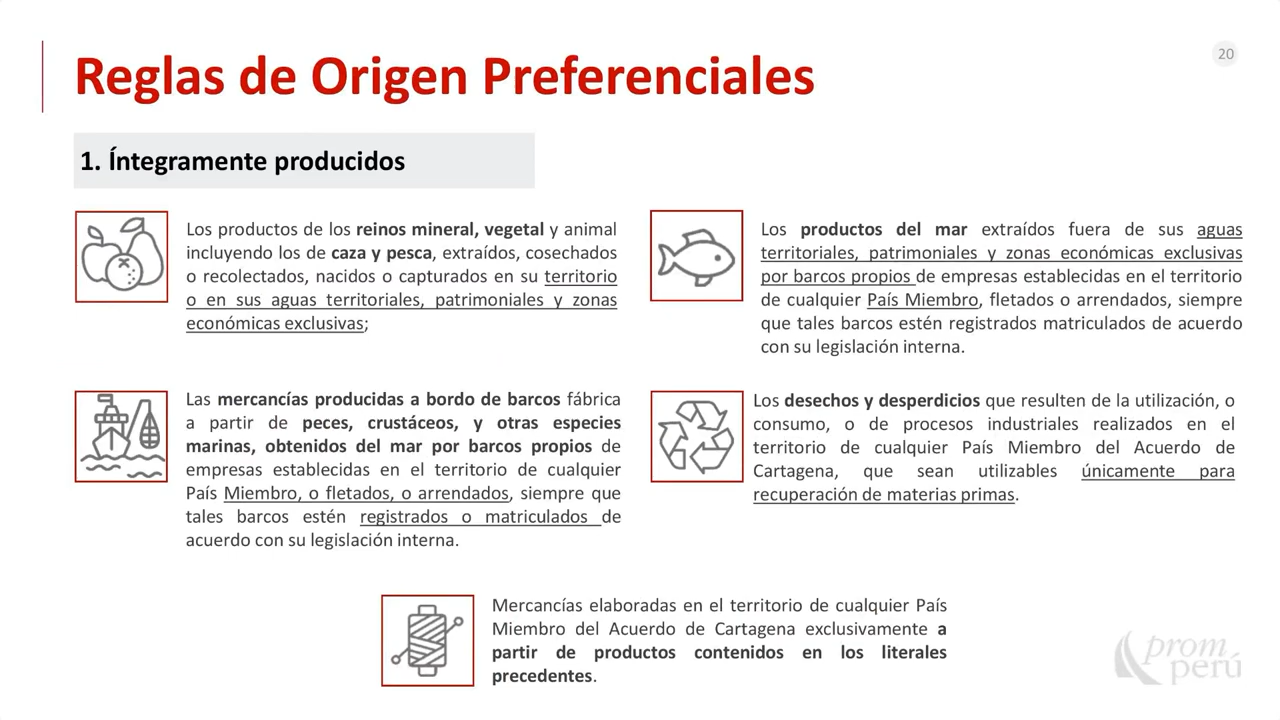 Reglas de Origen Preferenciales
20
1. Íntegramente producidos
Los productos de los reinos mineral, vegetal y animal
incluyendo los de caza y pesca, extraídos, cosechados
o recolectados, nacidos o capturados en su territorio
o en sus aguas territoriales, patrimoniales y zonas
económicas exclusivas;
Los productos del mar extraídos fuera de sus aguas
territoriales, patrimoniales y zonas económicas exclusivas
por barcos propios de empresas establecidas en el territorio
de cualquier País Miembro, fletados o arrendados, siempre
que tales barcos estén registrados matriculados de acuerdo
con su legislación interna.
Las mercancías producidas a bordo de barcos fábrica
a partir de peces, crustáceos, y otras especies
marinas, obtenidos del mar por barcos propios de
empresas establecidas en el territorio de cualquier
País Miembro, o fletados, o arrendados, siempre que
tales barcos estén registrados o matriculados de
acuerdo con su legislación interna.
Los desechos y desperdicios que resulten de la utilización, o
consumo, o de procesos industriales realizados en el
territorio de cualquier País Miembro del Acuerdo de
Cartagena, que sean utilizables únicamente para
recuperación de materias primas.
Mercancías elaboradas en el territorio de cualquier País
Miembro del Acuerdo de Cartagena exclusivamente a
partir de productos contenidos en los literales
precedentes.
prom
perú